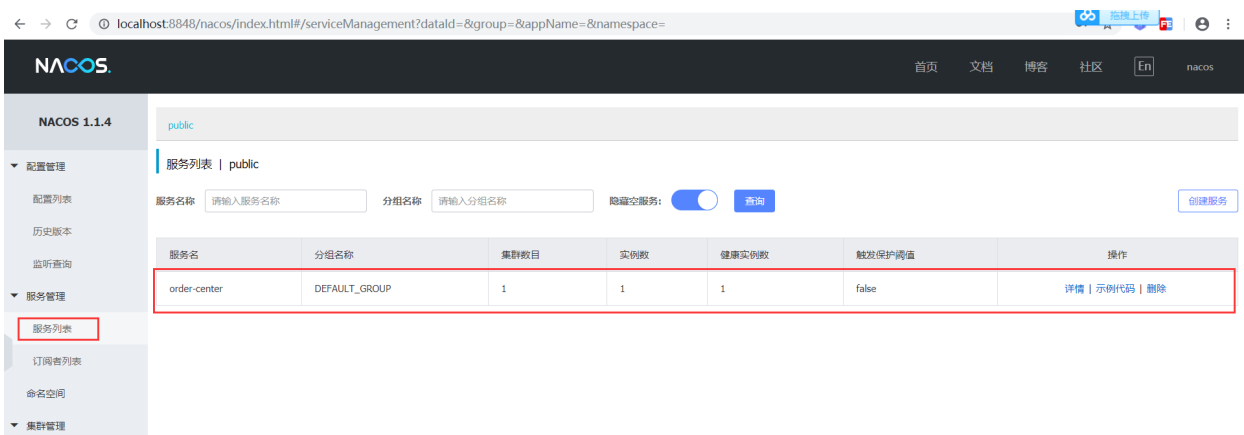 localhost:8848/nacos/index.html#/serviceManagement?dataId=&group=&appName=&namespace=
拖拽上传
NACOS.
首页 文档 博客 社区 En nacos
NACOS 1.1.4
public
配置管理
服务列表 | public
配置列表
服务名称 请输入服务名称 分组名称 请输入分组名称 隐藏空服务: 查询 创建服务
历史版本
服务名 分组名称 集群数目 实例数 健康实例数 触发保护阈值 操作
监听查询
order-center DEFAULT_GROUP 1 1 1 false 详情 | 示例代码 | 删除
服务管理
服务列表
订阅者列表
命名空间
集群管理